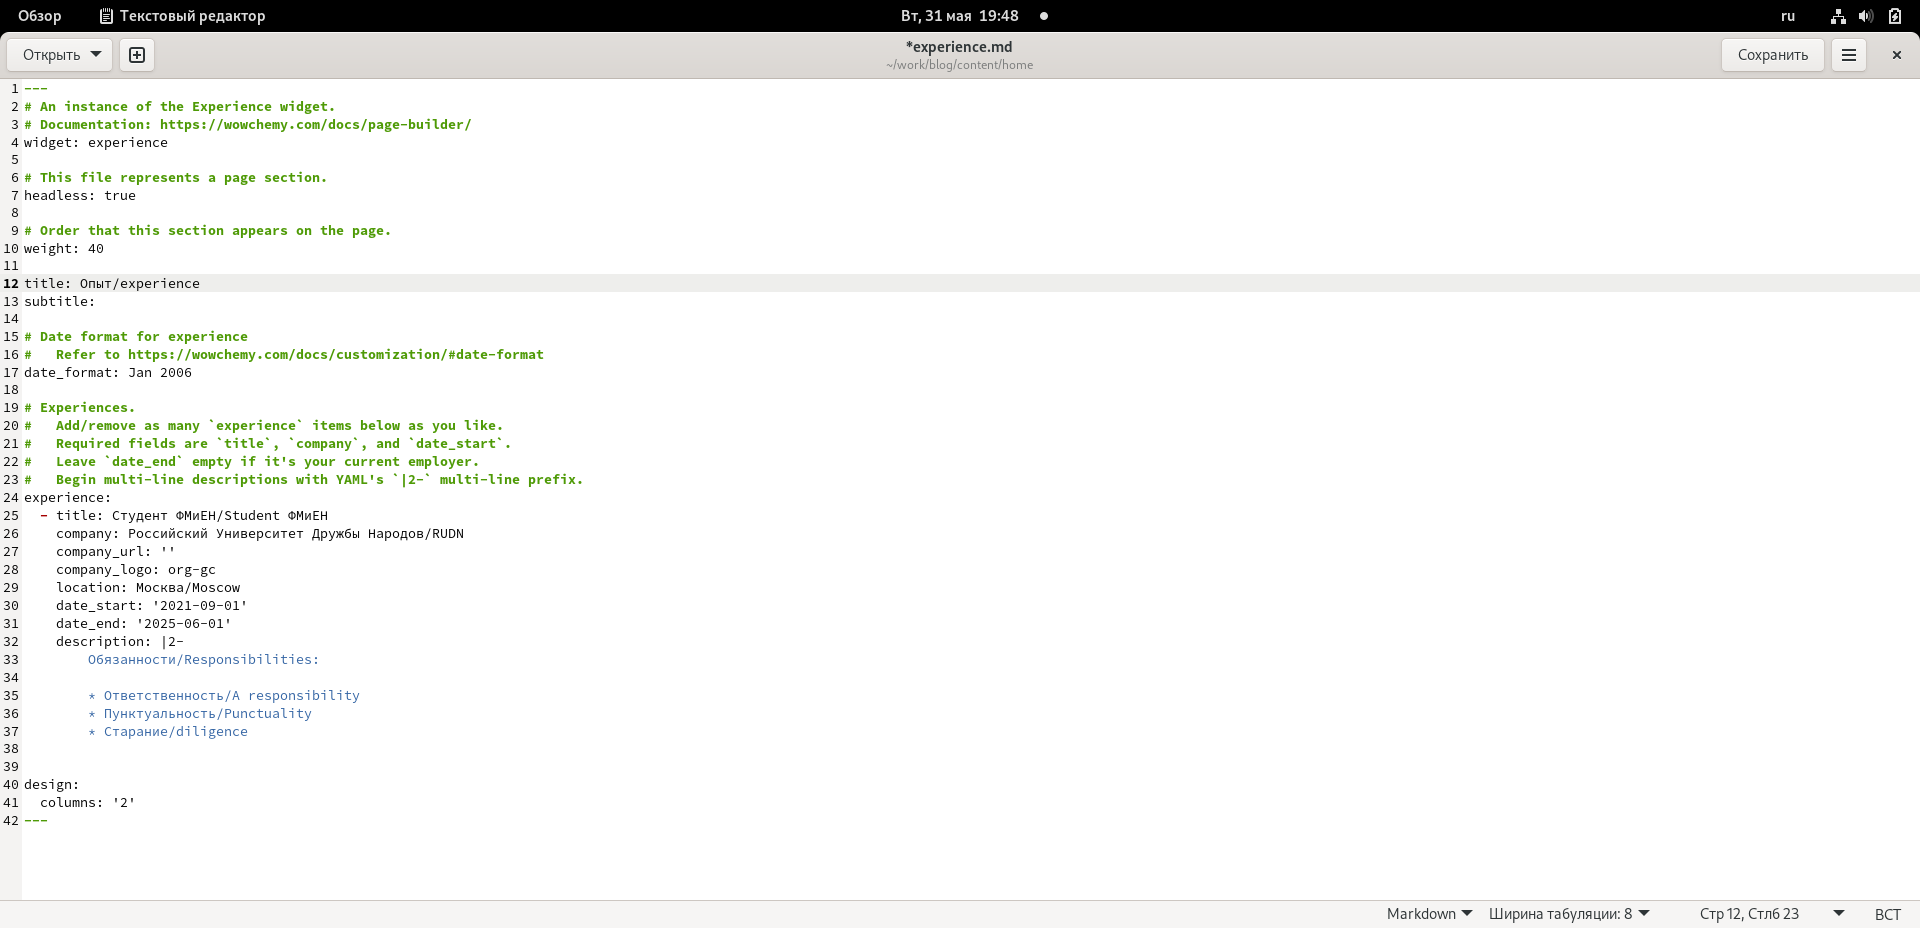 Обзор Текстовый редактор Вт, 31 мая 19:48 ru
Открыть *experience.md Сохранить
~/work/blog/content/home
1 ---
2 # An instance of the Experience widget.
3 # Documentation: https://wowchemy.com/docs/page-builder/
4 widget: experience
5
6 # This file represents a page section.
7 headless: true
8
9 # Order that this section appears on the page.
10 weight: 40
11
12 title: Опыт/experience
13 subtitle:
14
15 # Date format for experience
16 #   Refer to https://wowchemy.com/docs/customization/#date-format
17 date_format: Jan 2006
18
19 # Experiences.
20 #   Add/remove as many `experience` items below as you like.
21 #   Required fields are `title`, `company`, and `date_start`.
22 #   Leave `date_end` empty if it's your current employer.
23 #   Begin multi-line descriptions with YAML's `|2-` multi-line prefix.
24 experience:
25   - title: Студент ФМиЕН/Student ФМиЕН
26     company: Российский Университет Дружбы Народов/RUDN
27     company_url: ''
28     company_logo: org-gc
29     location: Москва/Moscow
30     date_start: '2021-09-01'
31     date_end: '2025-06-01'
32     description: |2-
33         Обязанности/Responsibilities:
34
35         * Ответственность/A responsibility
36         * Пунктуальность/Punctuality
37         * Старание/diligence
38
39
40 design:
41   columns: '2'
42 ---
Markdown Ширина табуляции: 8 Стр 12, Стлб 23 ВСТ